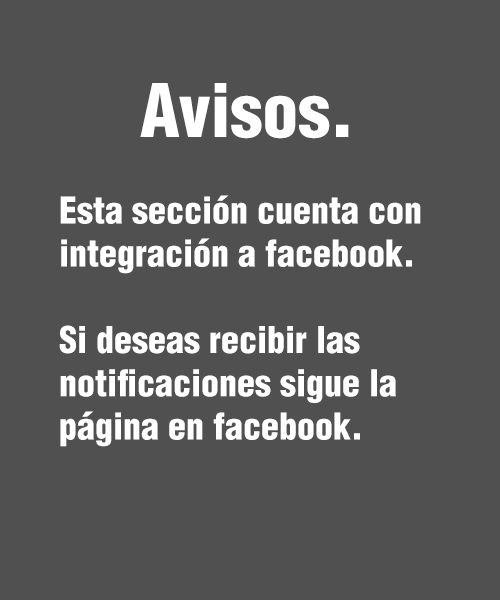 Avisos.
Esta sección cuenta con
integración a facebook.
Si deseas recibir las
notificaciones sigue la
página en facebook.